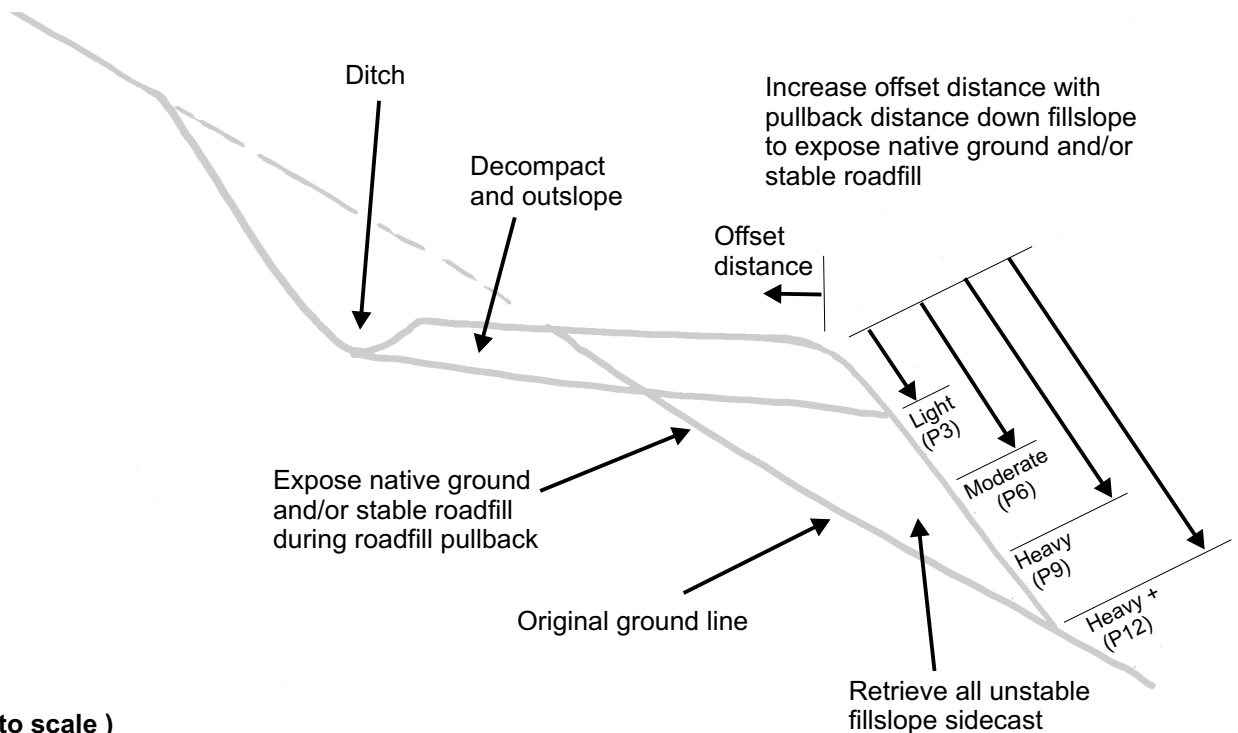 Ditch
Increase offset distance with
pullback distance down fillslope
to expose native ground and/or
stable roadfill
Decompact
and outslope
Offset
distance
Light
(P3)
Moderate
(P6)
Heavy
(P9)
Heavy +
(P12)
Expose native ground
and/or stable roadfill
during roadfill pullback
Original ground line
Retrieve all unstable
fillslope sidecast
to scale )